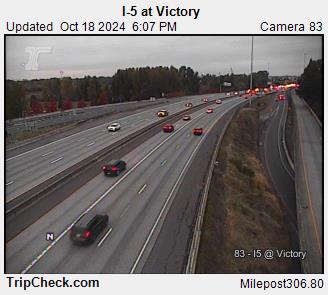 I-5 at Victory
Updated Oct 18 2024 6:07 PM Camera 83
N
83 - I5 @ Victory
TripCheck.com Milepost306.80